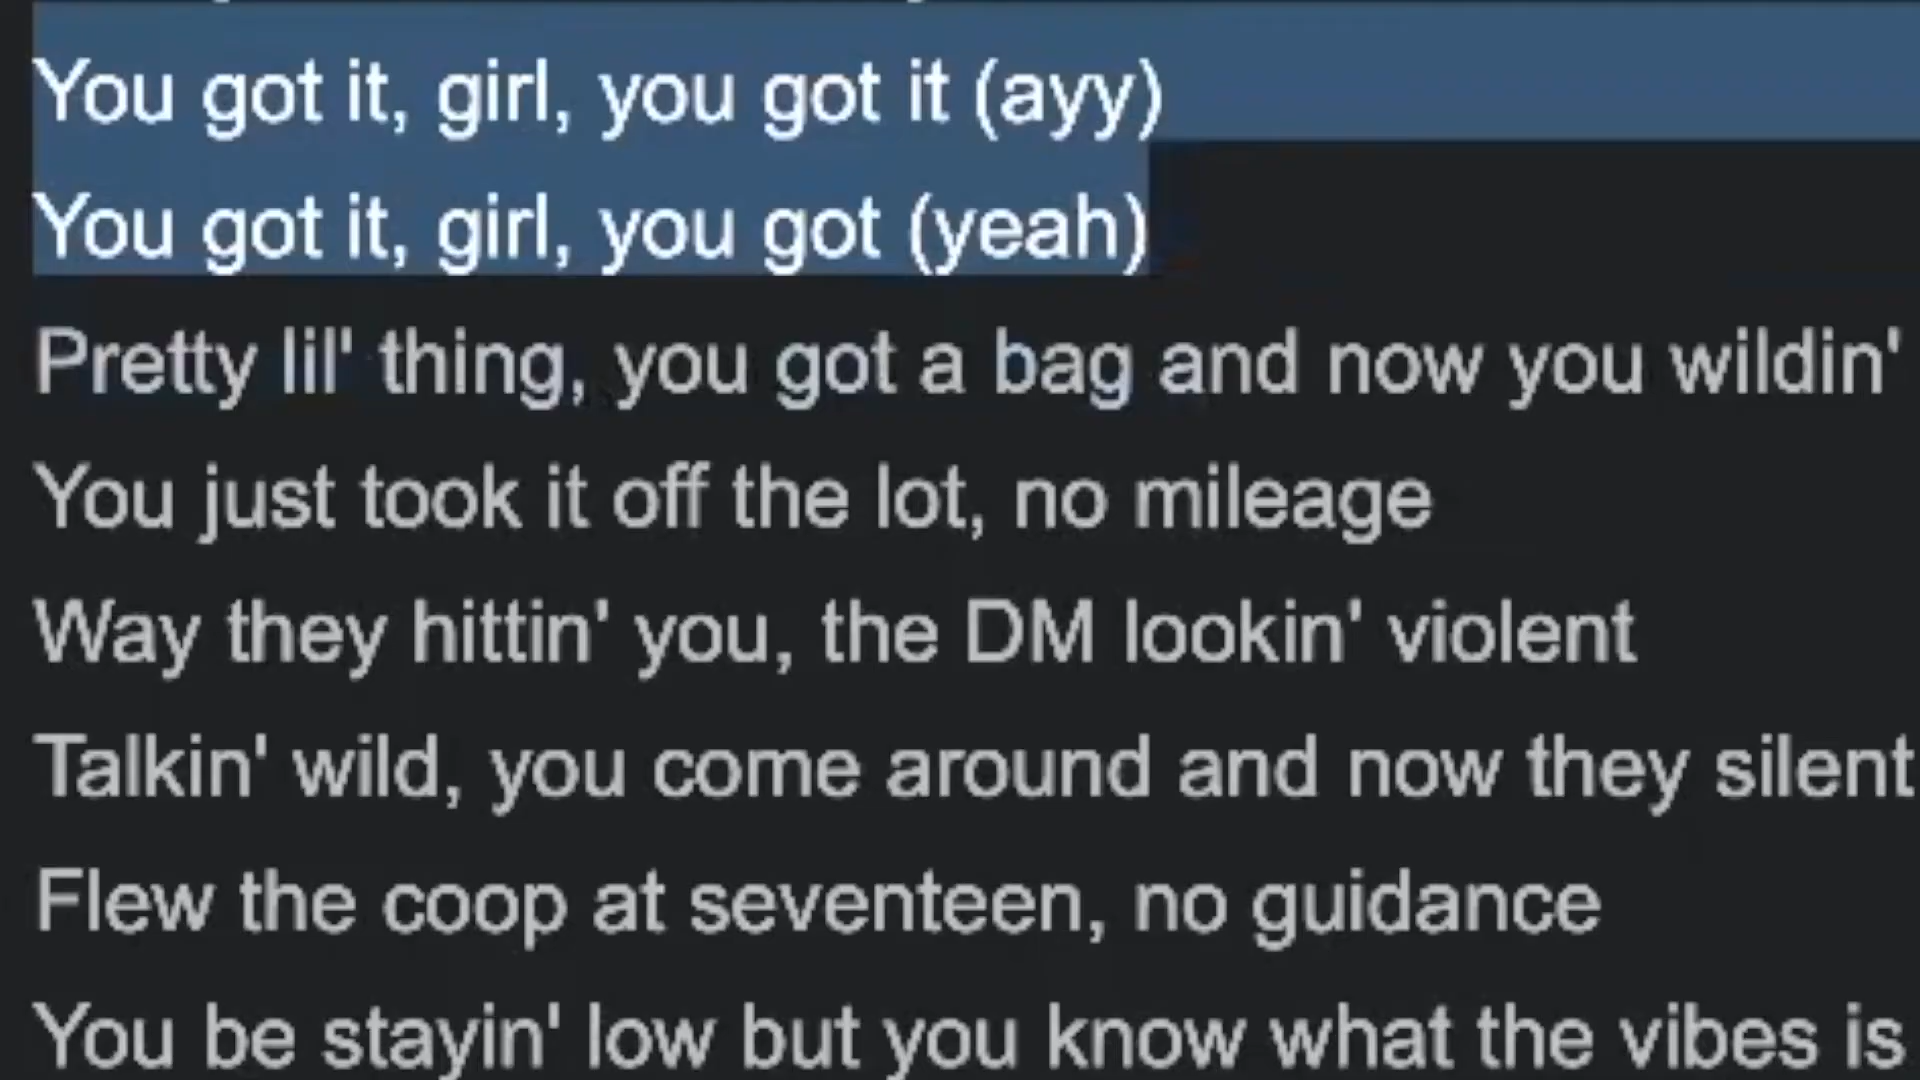 You got it, girl, you got it (ayy)
You got it, girl, you got (yeah)
Pretty lil' thing, you got a bag and now you wildin'
You just took it off the lot, no mileage
Way they hittin' you, the DM lookin' violent
Talkin' wild, you come around and now they silent
Flew the coop at seventeen, no guidance
You be stayin' low but you know what the vibes is